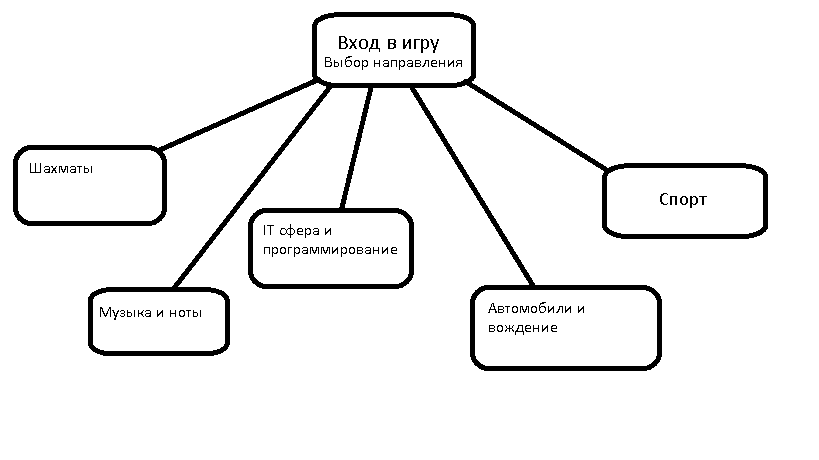 Вход в игру
Выбор направления
Шахматы
Спорт
IT сфера и
программирование
Музыка и ноты
Автомобили и
вождение